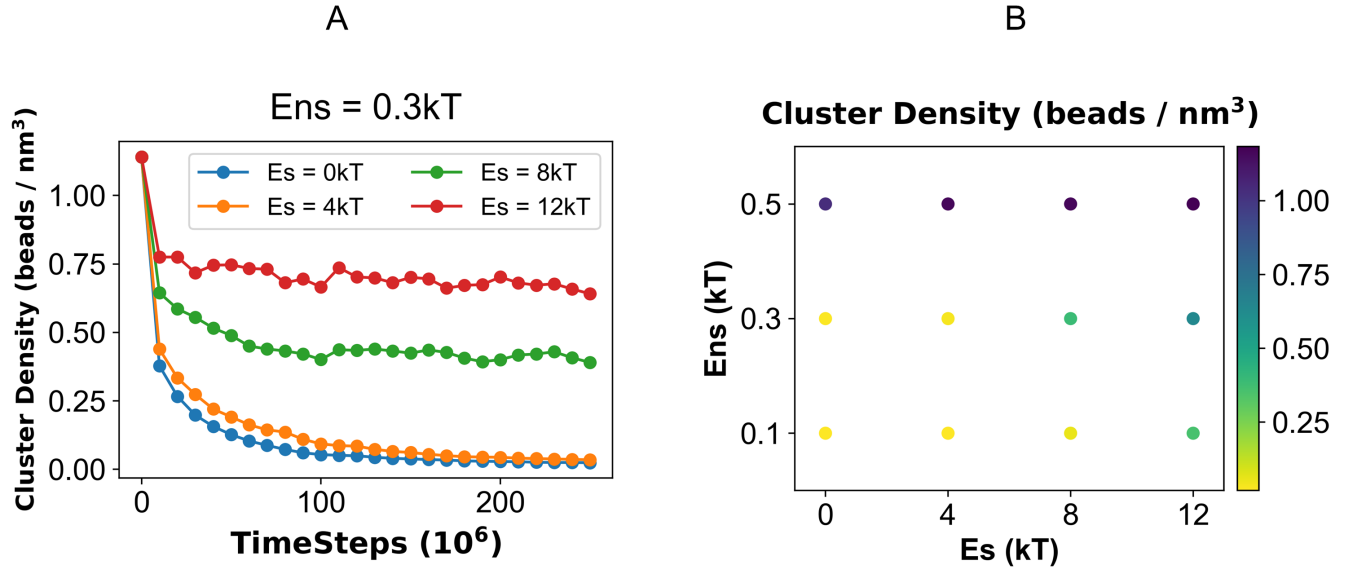 A
Ens = 0.3kT
Cluster Density (beads / nm³)
1.00
0.75
0.50
0.25
0.00
Es = 0kT
Es = 4kT
Es = 8kT
Es = 12kT
0
100
200
TimeSteps (10⁶)
B
Cluster Density (beads / nm³)
Ens (kT)
0.5
0.3
0.1
0
4
8
12
Es (kT)
1.00
0.75
0.50
0.25